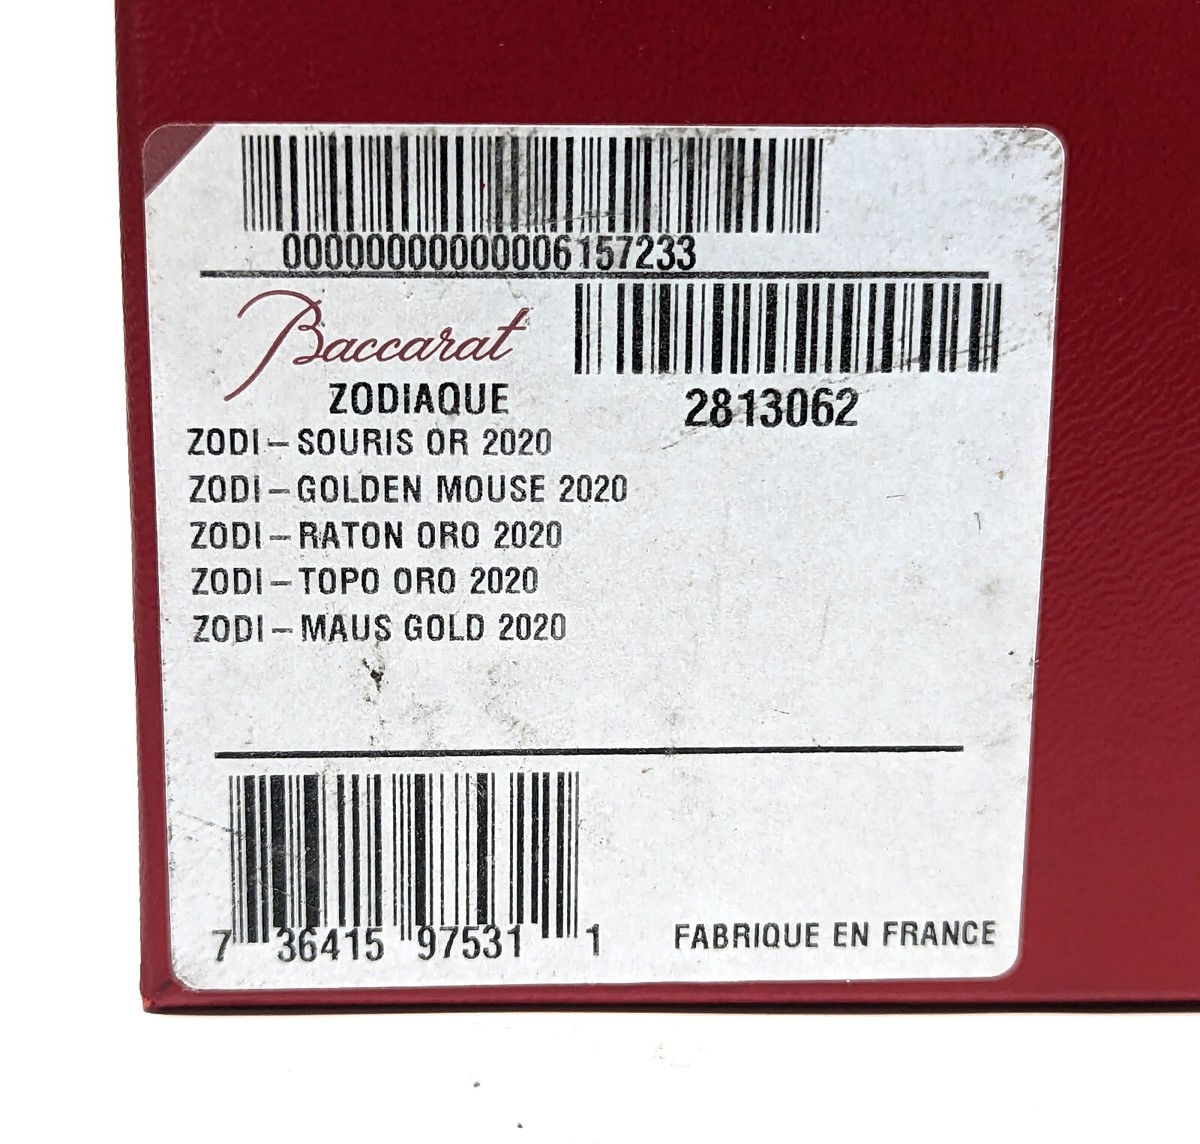 00000000000006157233
Baccarat
ZODIAQUE
2813062
ZODI-SOURIS OR 2020
ZODI-GOLDEN MOUSE 2020
ZODI-RATON ORO 2020
ZODI-TOPO ORO 2020
ZODI-MAUS GOLD 2020
7 36415 97531 1
FABRIQUE EN FRANCE